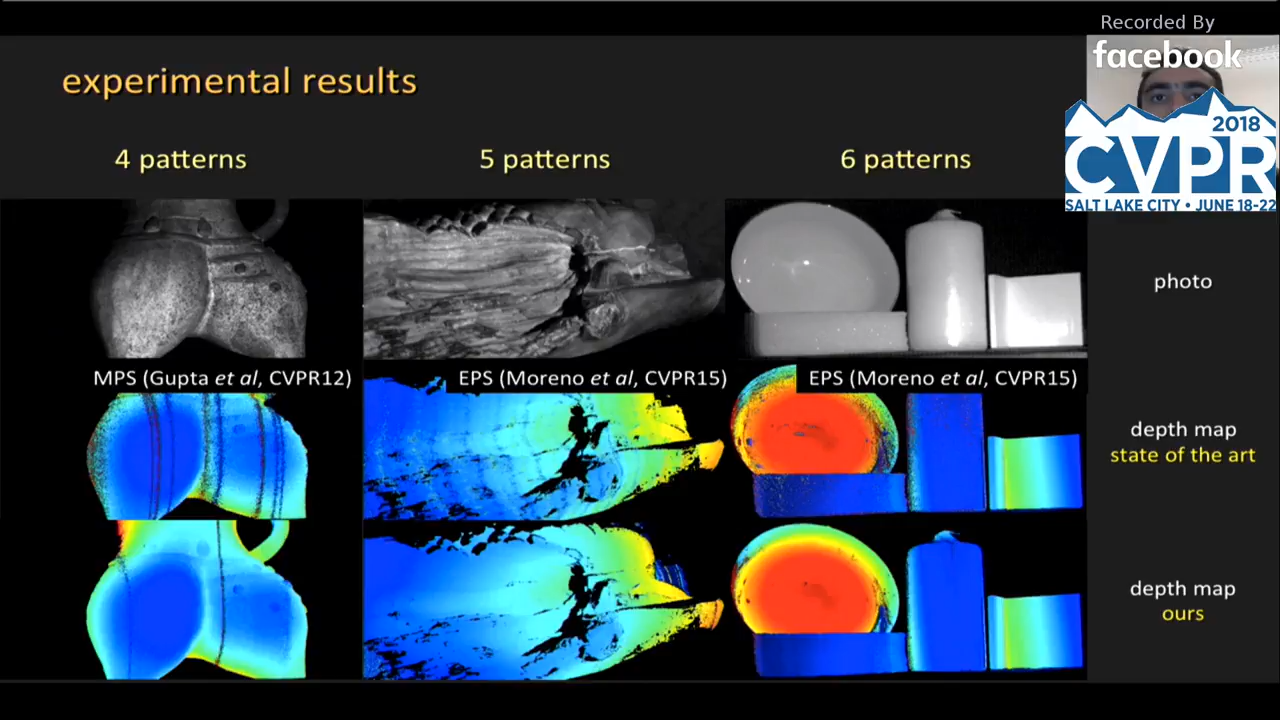 Recorded By
facebook
experimental results
2018
CVPR
SALT LAKE CITY • JUNE 18-22
4 patterns
5 patterns
6 patterns
photo
MPS (Gupta et al, CVPR12)
EPS (Moreno et al, CVPR15)
EPS (Moreno et al, CVPR15)
depth map
state of the art
depth map
ours